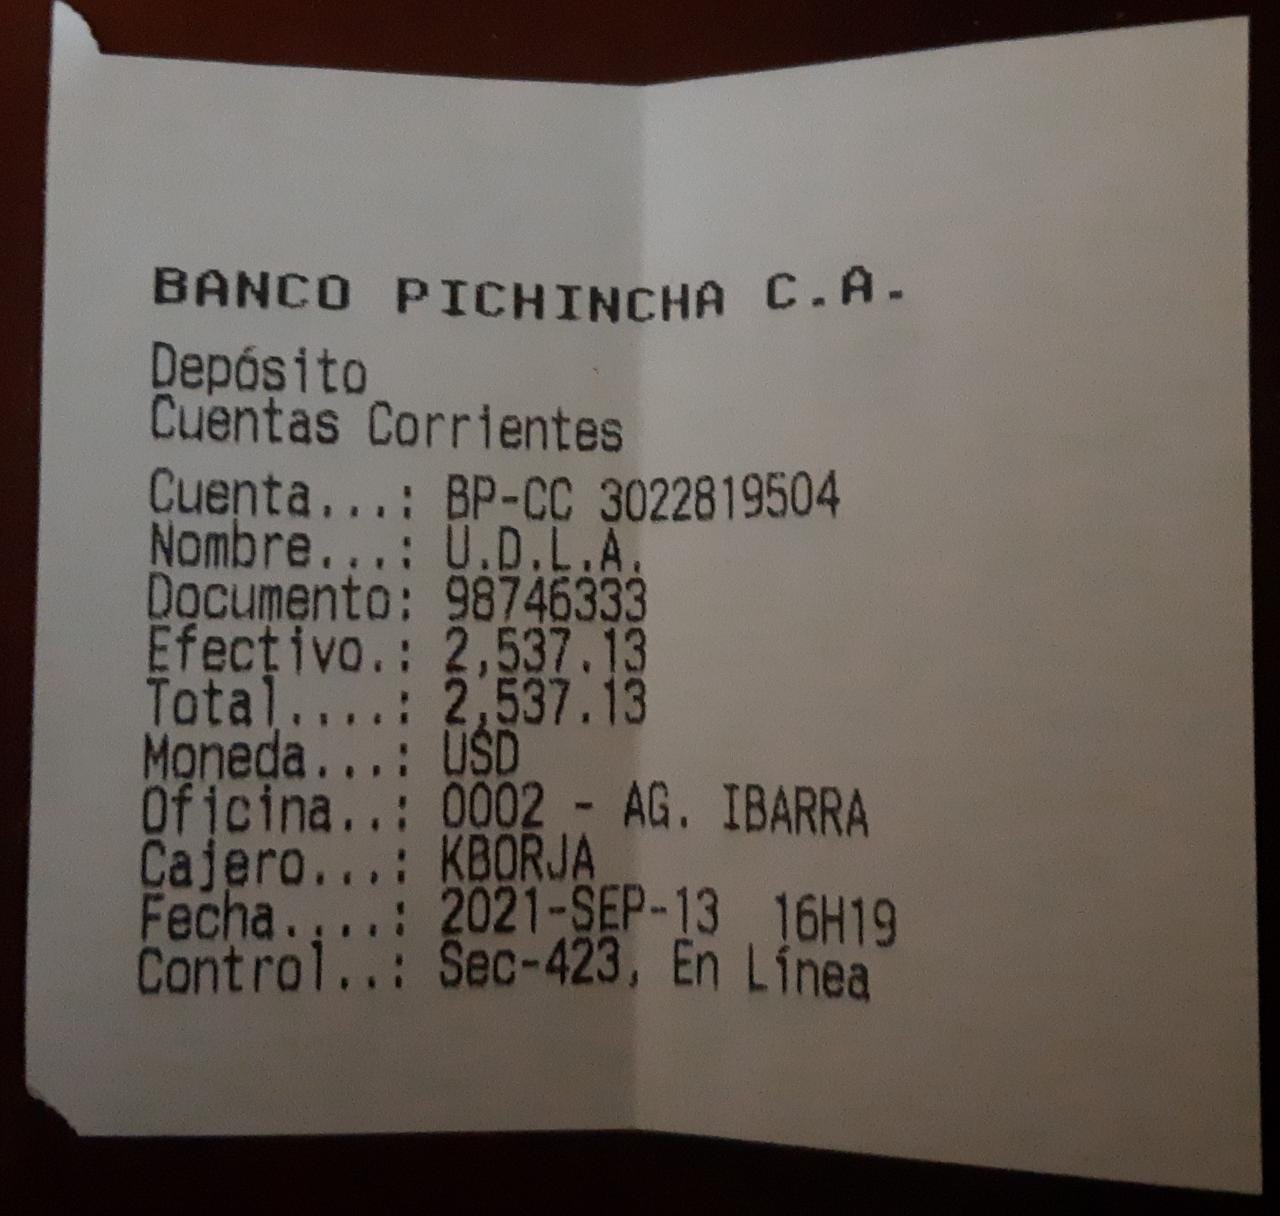 BANCO PICHINCHA C.A.
Depósito
Cuentas Corrientes
Cuenta...: BP-CC 3022819504
Nombre...: U.D.L.A.
Documento: 98746333
Efectivo.: 2,537.13
Total....: 2,537.13
Moneda...: USD
Oficina..: 0002 - AG. IBARRA
Cajero...: KBORJA
Fecha....: 2021-SEP-13 16H19
Control..: Sec-423, En Línea